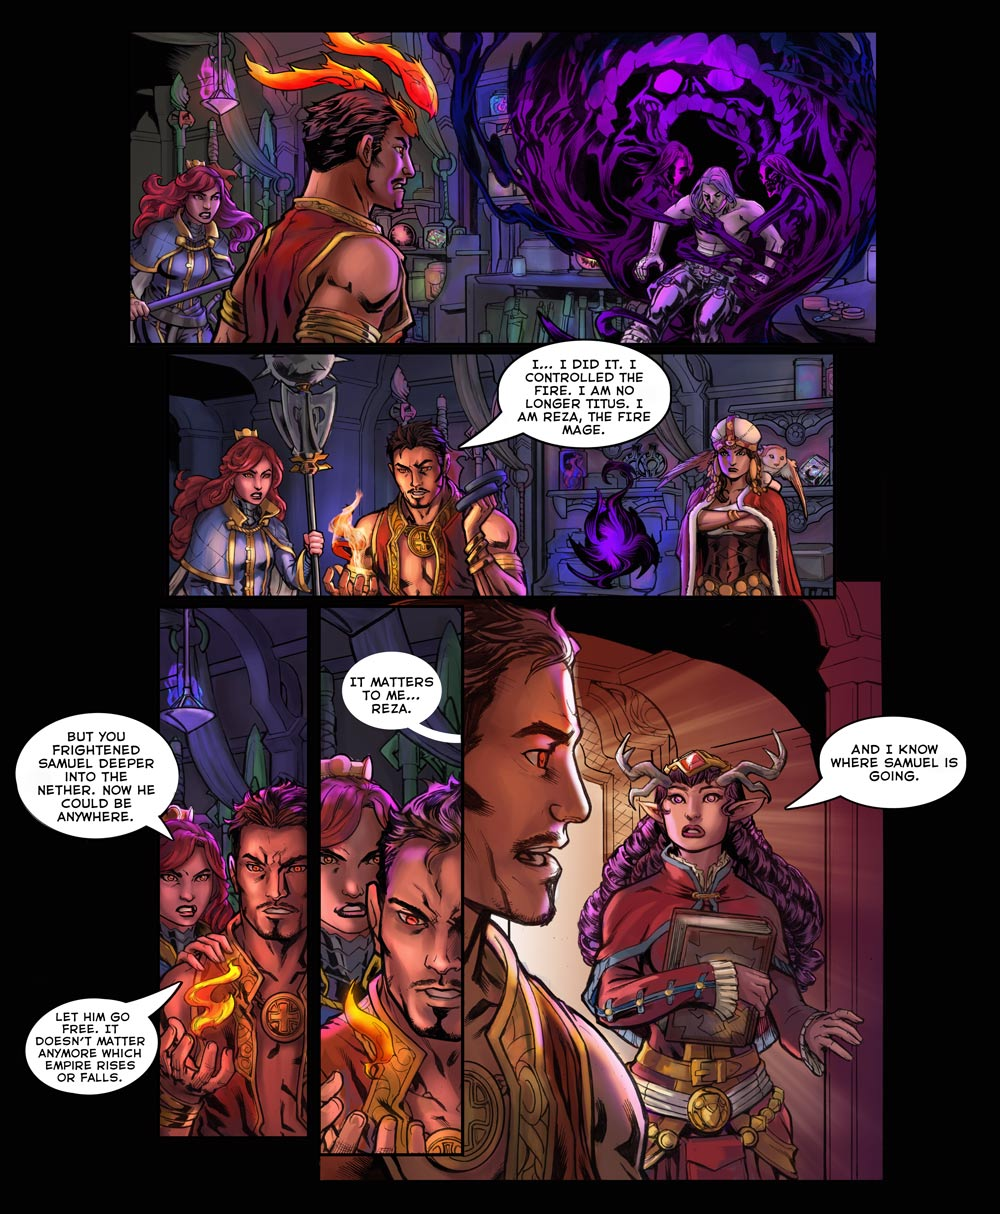 I... I DID IT. I
CONTROLLED THE
FIRE. I AM NO
LONGER TITUS. I
AM REZA, THE FIRE
MAGE.
BUT YOU
FRIGHTENED
SAMUEL DEEPER
INTO THE
NETHER. NOW HE
COULD BE
ANYWHERE.
LET HIM GO
FREE. IT
DOESN'T MATTER
ANYMORE WHICH
EMPIRE RISES
OR FALLS.
IT MATTERS
TO ME...
REZA.
AND I KNOW
WHERE SAMUEL IS
GOING.